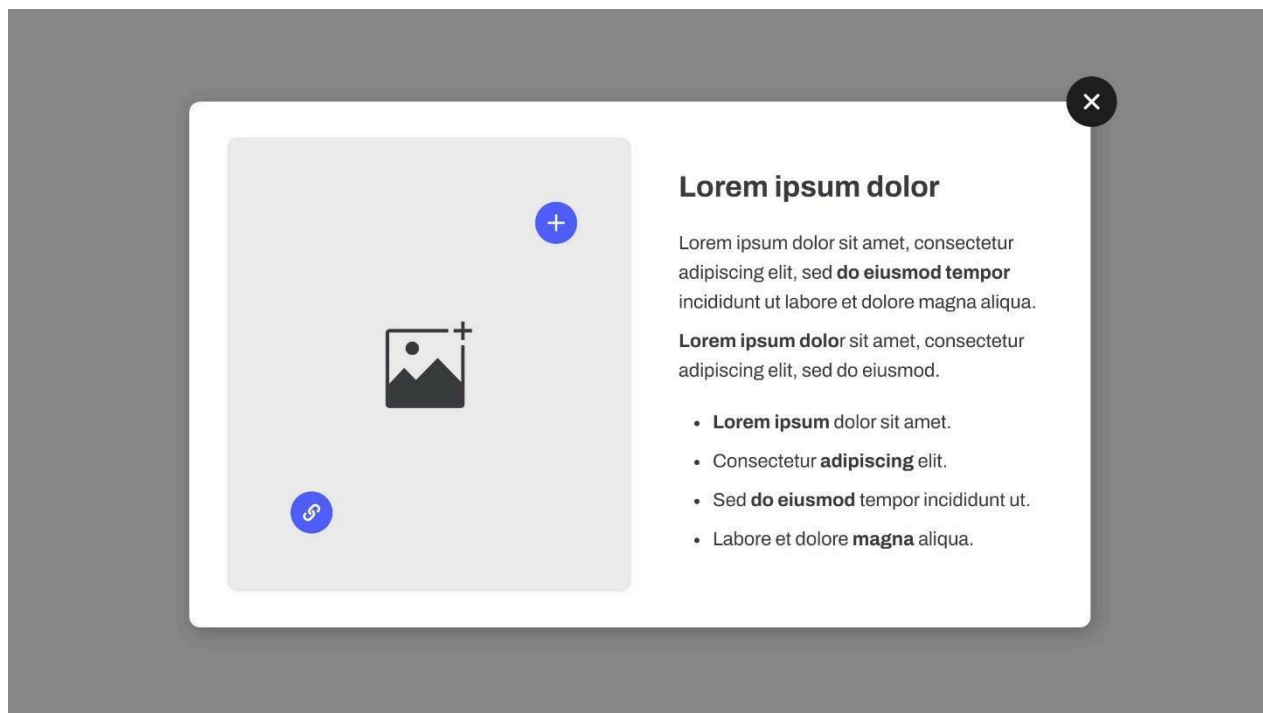 Lorem ipsum dolor
Lorem ipsum dolor sit amet, consectetur
adipiscing elit, sed do eiusmod tempor
incididunt ut labore et dolore magna aliqua.
Lorem ipsum dolor sit amet, consectetur
adipiscing elit, sed do eiusmod.
• Lorem ipsum dolor sit amet.
• Consectetur adipiscing elit.
• Sed do eiusmod tempor incididunt ut.
• Labore et dolore magna aliqua.